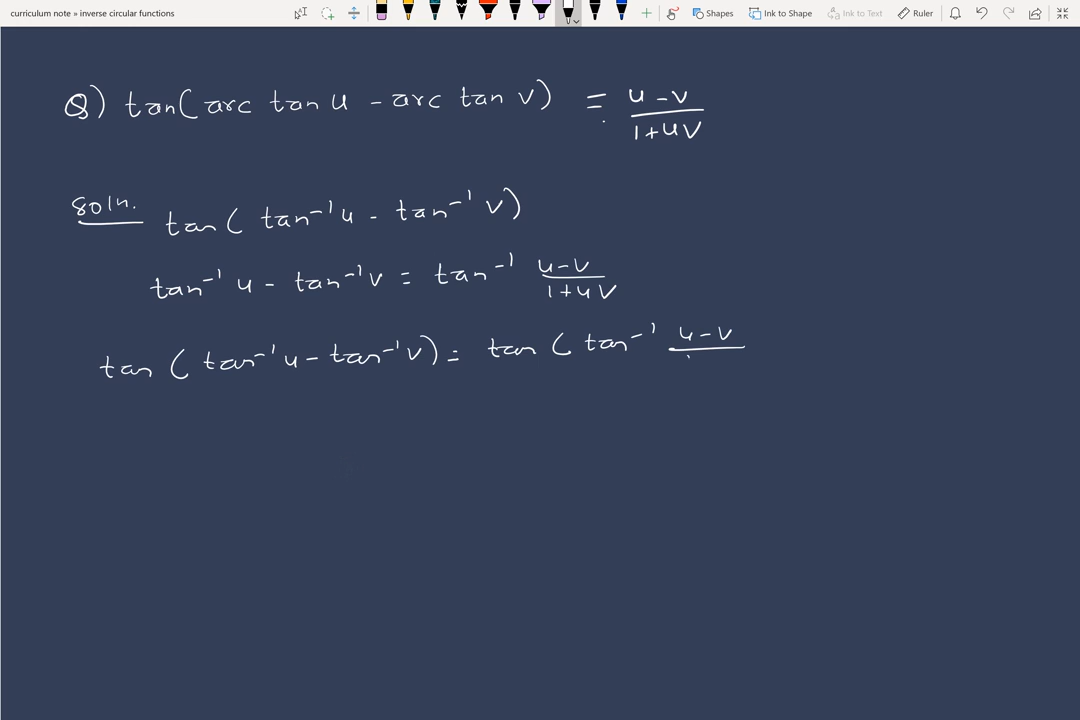 curriculum note » inverse circular functions
Shapes Ink to Shape Ink to Text Ruler
Q) tan(arc tan u - arc tan v) = u-v / 1+uv
Soln. tan(tan⁻¹u - tan⁻¹v)
tan⁻¹u - tan⁻¹v = tan⁻¹ u-v / 1+uv
tan(tan⁻¹u - tan⁻¹v) = tan(tan⁻¹ u-v /